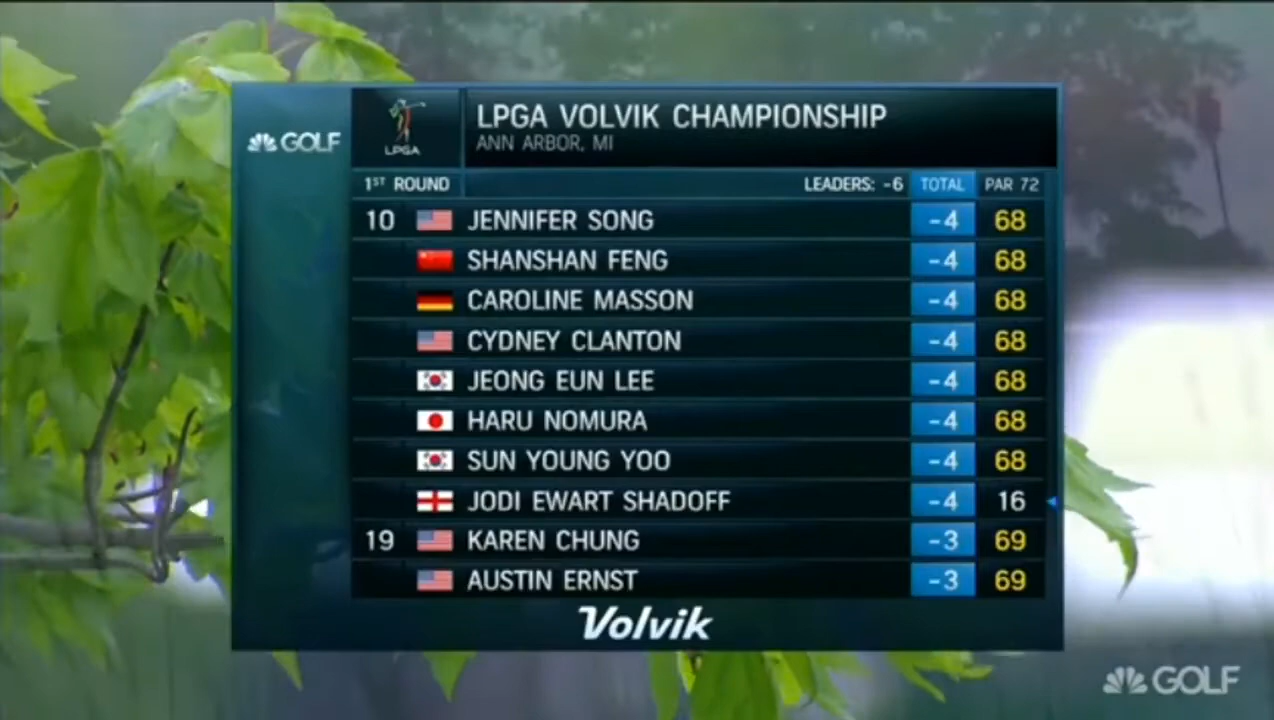 GOLF
LPGA
LPGA VOLVIK CHAMPIONSHIP
ANN ARBOR, MI
1ST ROUND LEADERS: -6 TOTAL PAR 72
10 JENNIFER SONG -4 68
SHANSHAN FENG -4 68
CAROLINE MASSON -4 68
CYDNEY CLANTON -4 68
JEONG EUN LEE -4 68
HARU NOMURA -4 68
SUN YOUNG YOO -4 68
JODI EWART SHADOFF -4 16
19 KAREN CHUNG -3 69
AUSTIN ERNST -3 69
Volvik
GOLF